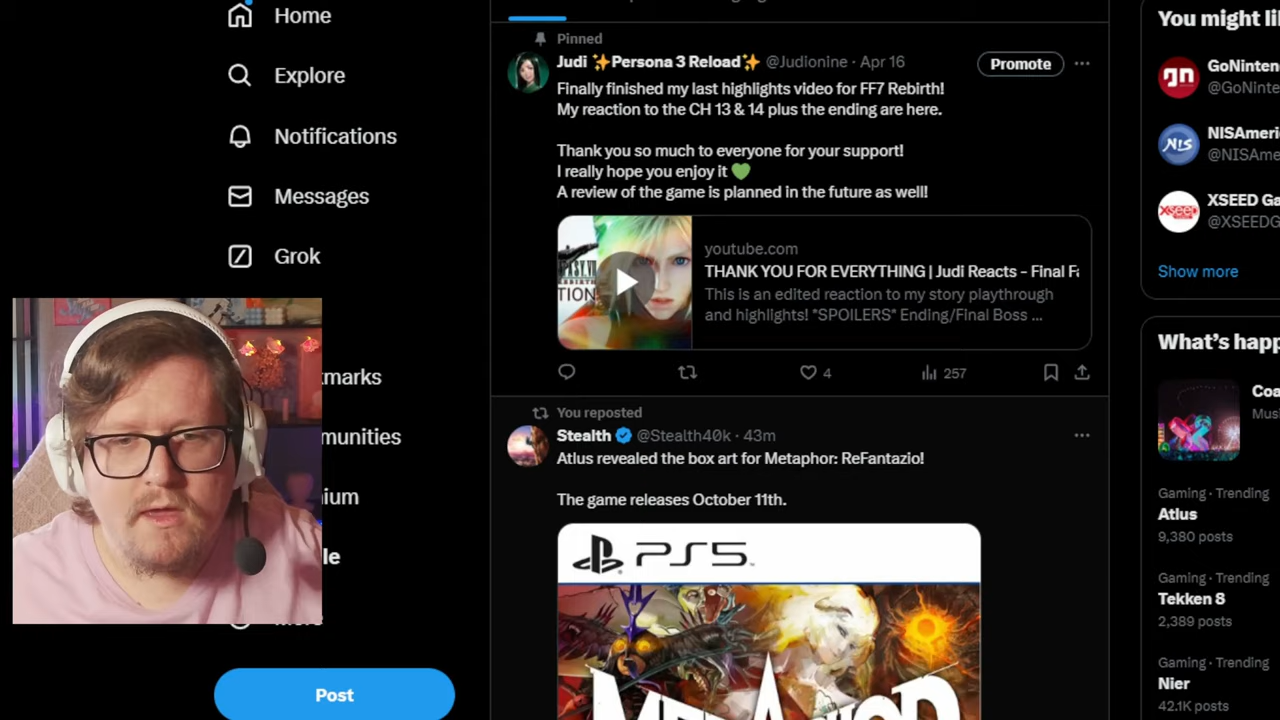 Home
Explore
Notifications
Messages
Grok
kmarks
munities
ium
le
Post
Pinned
Judi ✨Persona 3 Reload✨ @Judionine · Apr 16
Promote
Finally finished my last highlights video for FF7 Rebirth!
My reaction to the CH 13 & 14 plus the ending are here.
Thank you so much to everyone for your support!
I really hope you enjoy it 💚
A review of the game is planned in the future as well!
youtube.com
THANK YOU FOR EVERYTHING | Judi Reacts - Final Fa
This is an edited reaction to my story playthrough
and highlights! *SPOILERS* Ending/Final Boss ...
4
257
You reposted
Stealth @Stealth40k · 43m
Atlus revealed the box art for Metaphor: ReFantazio!
The game releases October 11th.
PS5
METAPHOR
You might li
GoNinten
@GoNinte
NIS
NISAmeri
@NISAme
XSEED
XSEED Ga
@XSEEDG
Show more
What's happ
Coa
Musi
Gaming · Trending
Atlus
9,380 posts
Gaming · Trending
Tekken 8
2,389 posts
Gaming · Trending
Nier
42.1K posts